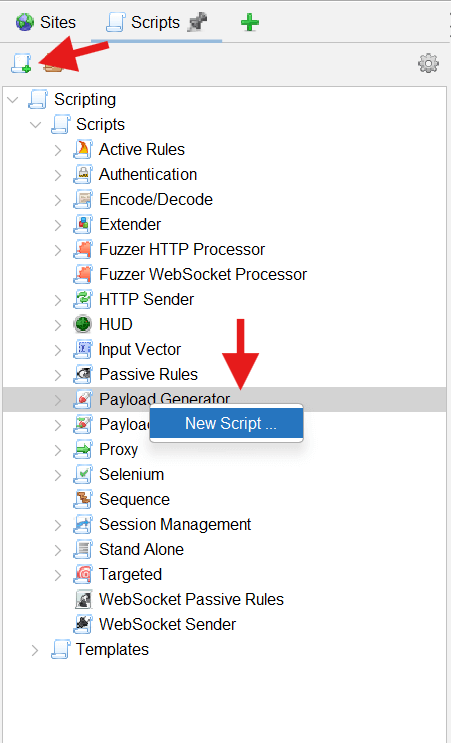 Sites Scripts
Scripting
Scripts
Active Rules
Authentication
Encode/Decode
Extender
Fuzzer HTTP Processor
Fuzzer WebSocket Processor
HTTP Sender
HUD
Input Vector
Passive Rules
Payload Generator
Payload
New Script ...
Proxy
Selenium
Sequence
Session Management
Stand Alone
Targeted
WebSocket Passive Rules
WebSocket Sender
Templates